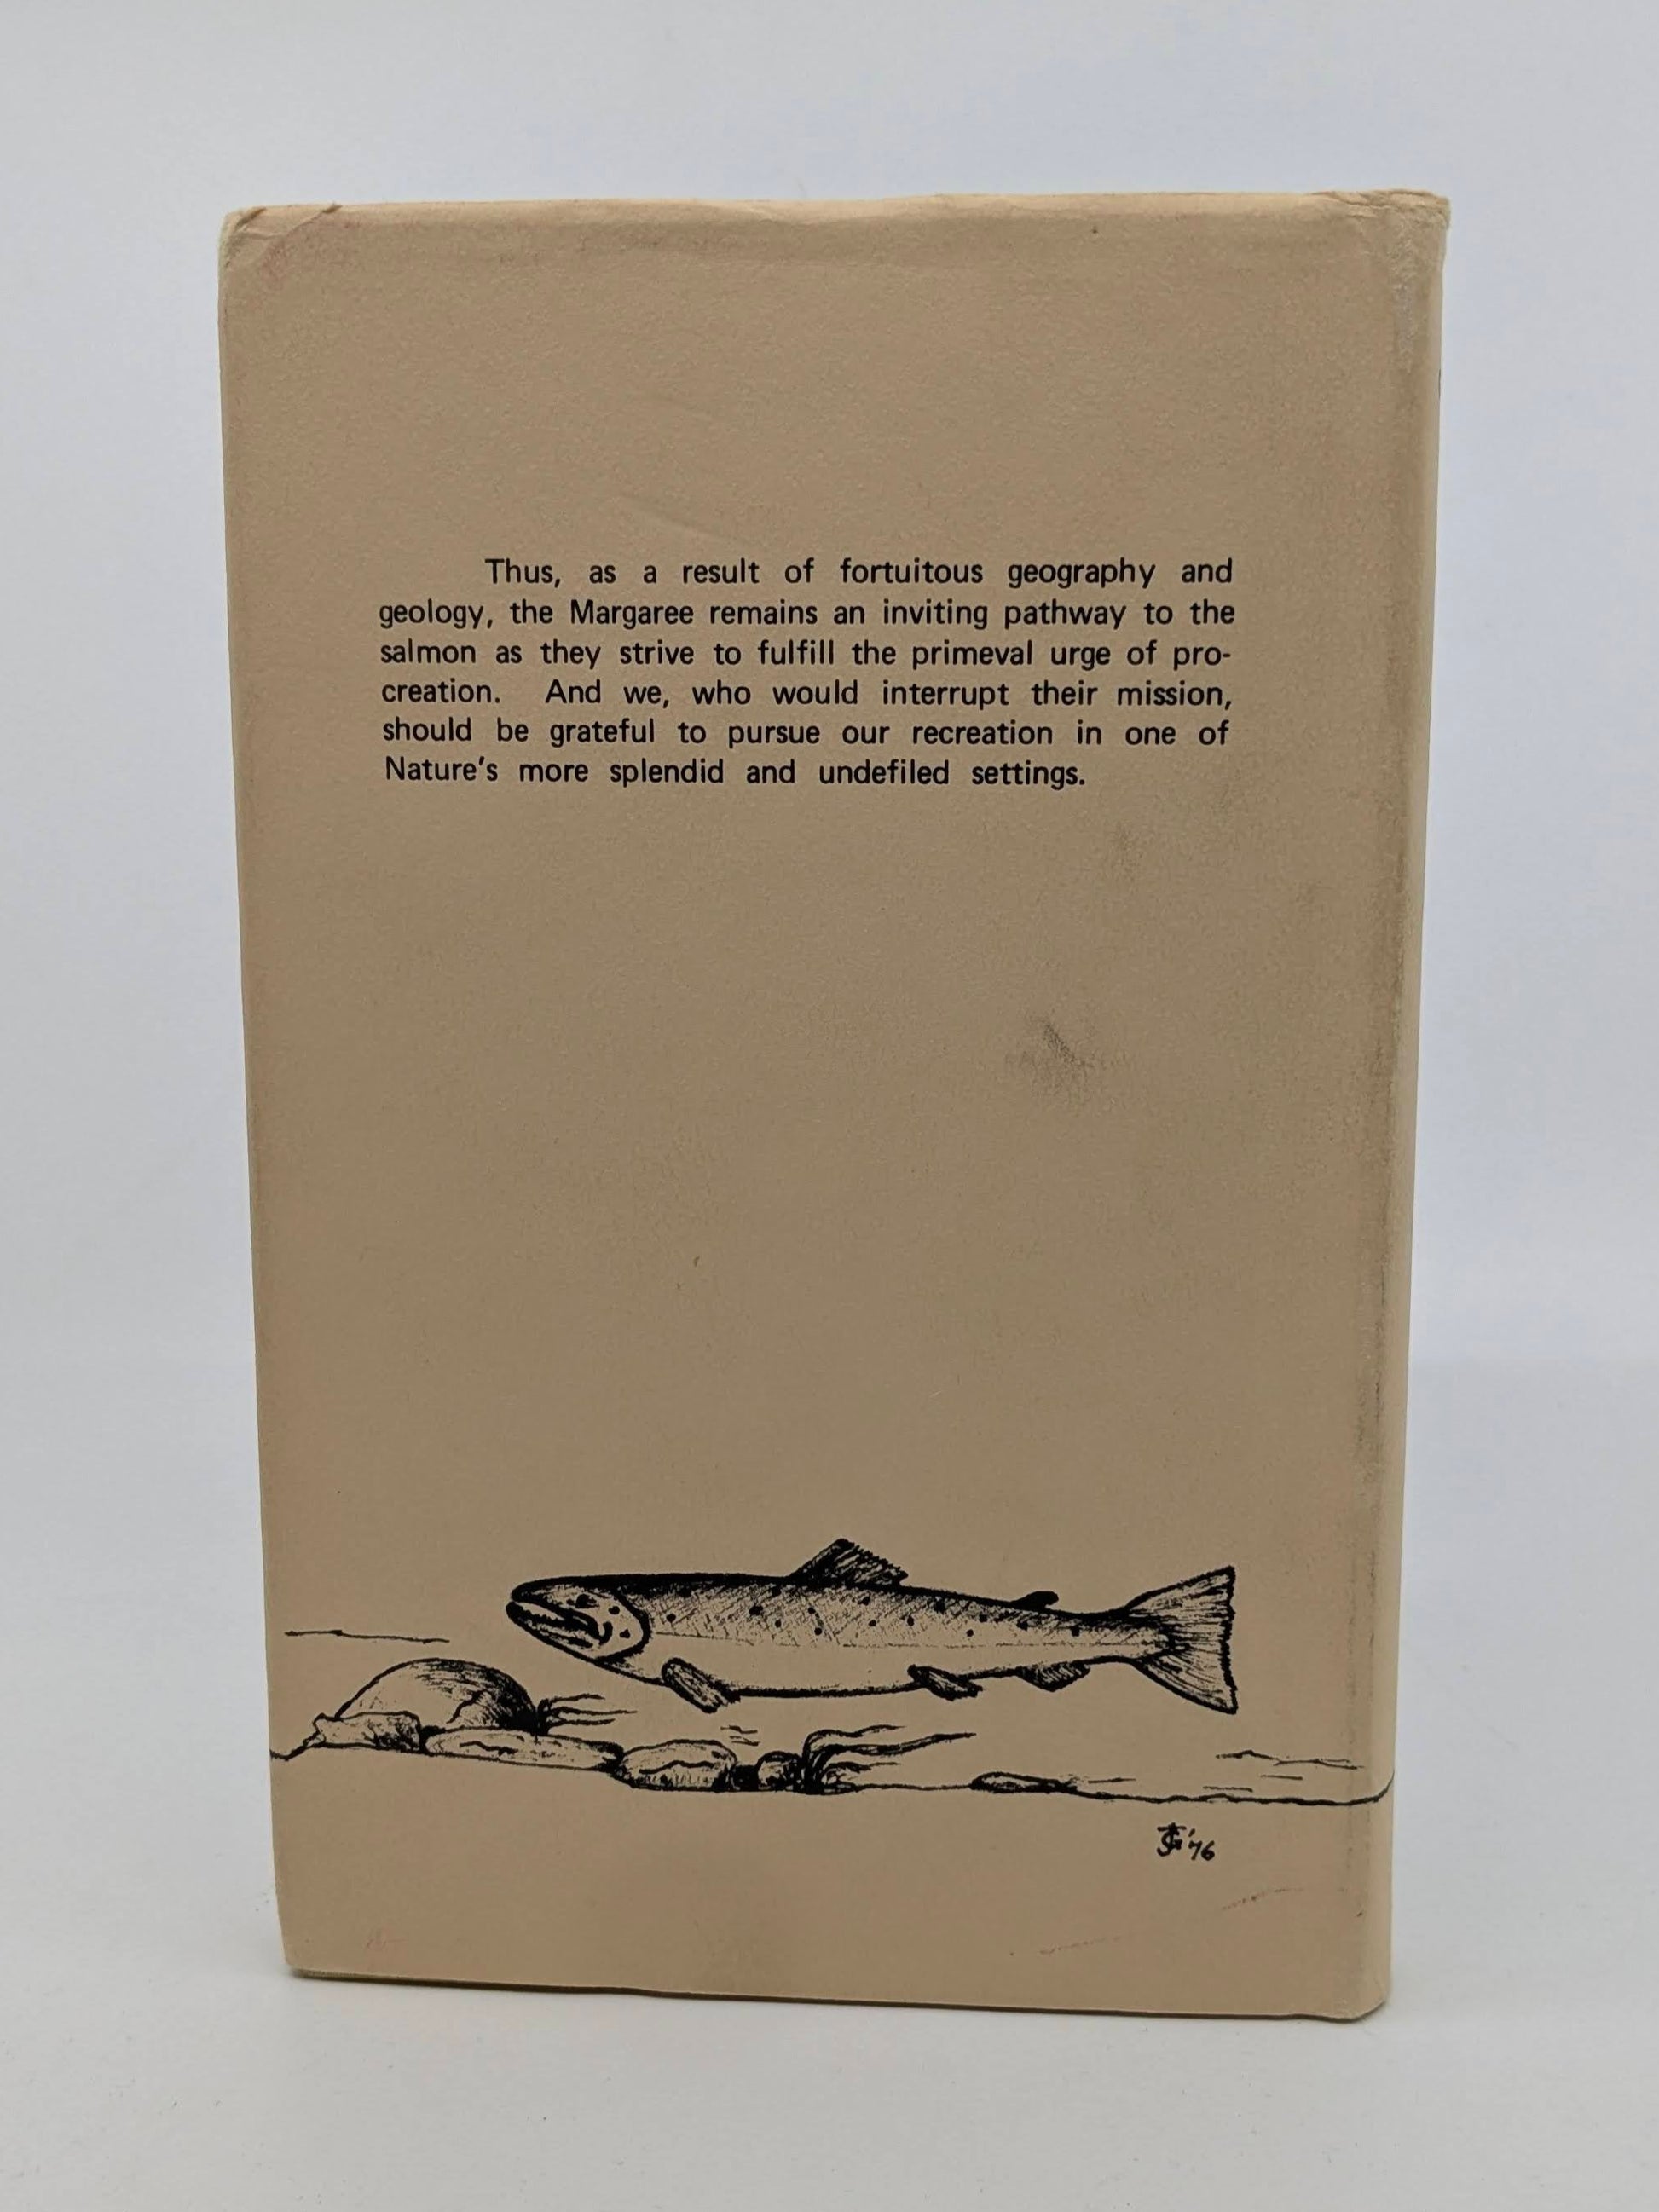 Thus, as a result of fortuitous geography and
geology, the Margaree remains an inviting pathway to the
salmon as they strive to fulfill the primeval urge of pro-
creation. And we, who would interrupt their mission,
should be grateful to pursue our recreation in one of
Nature's more splendid and undefiled settings.
'76